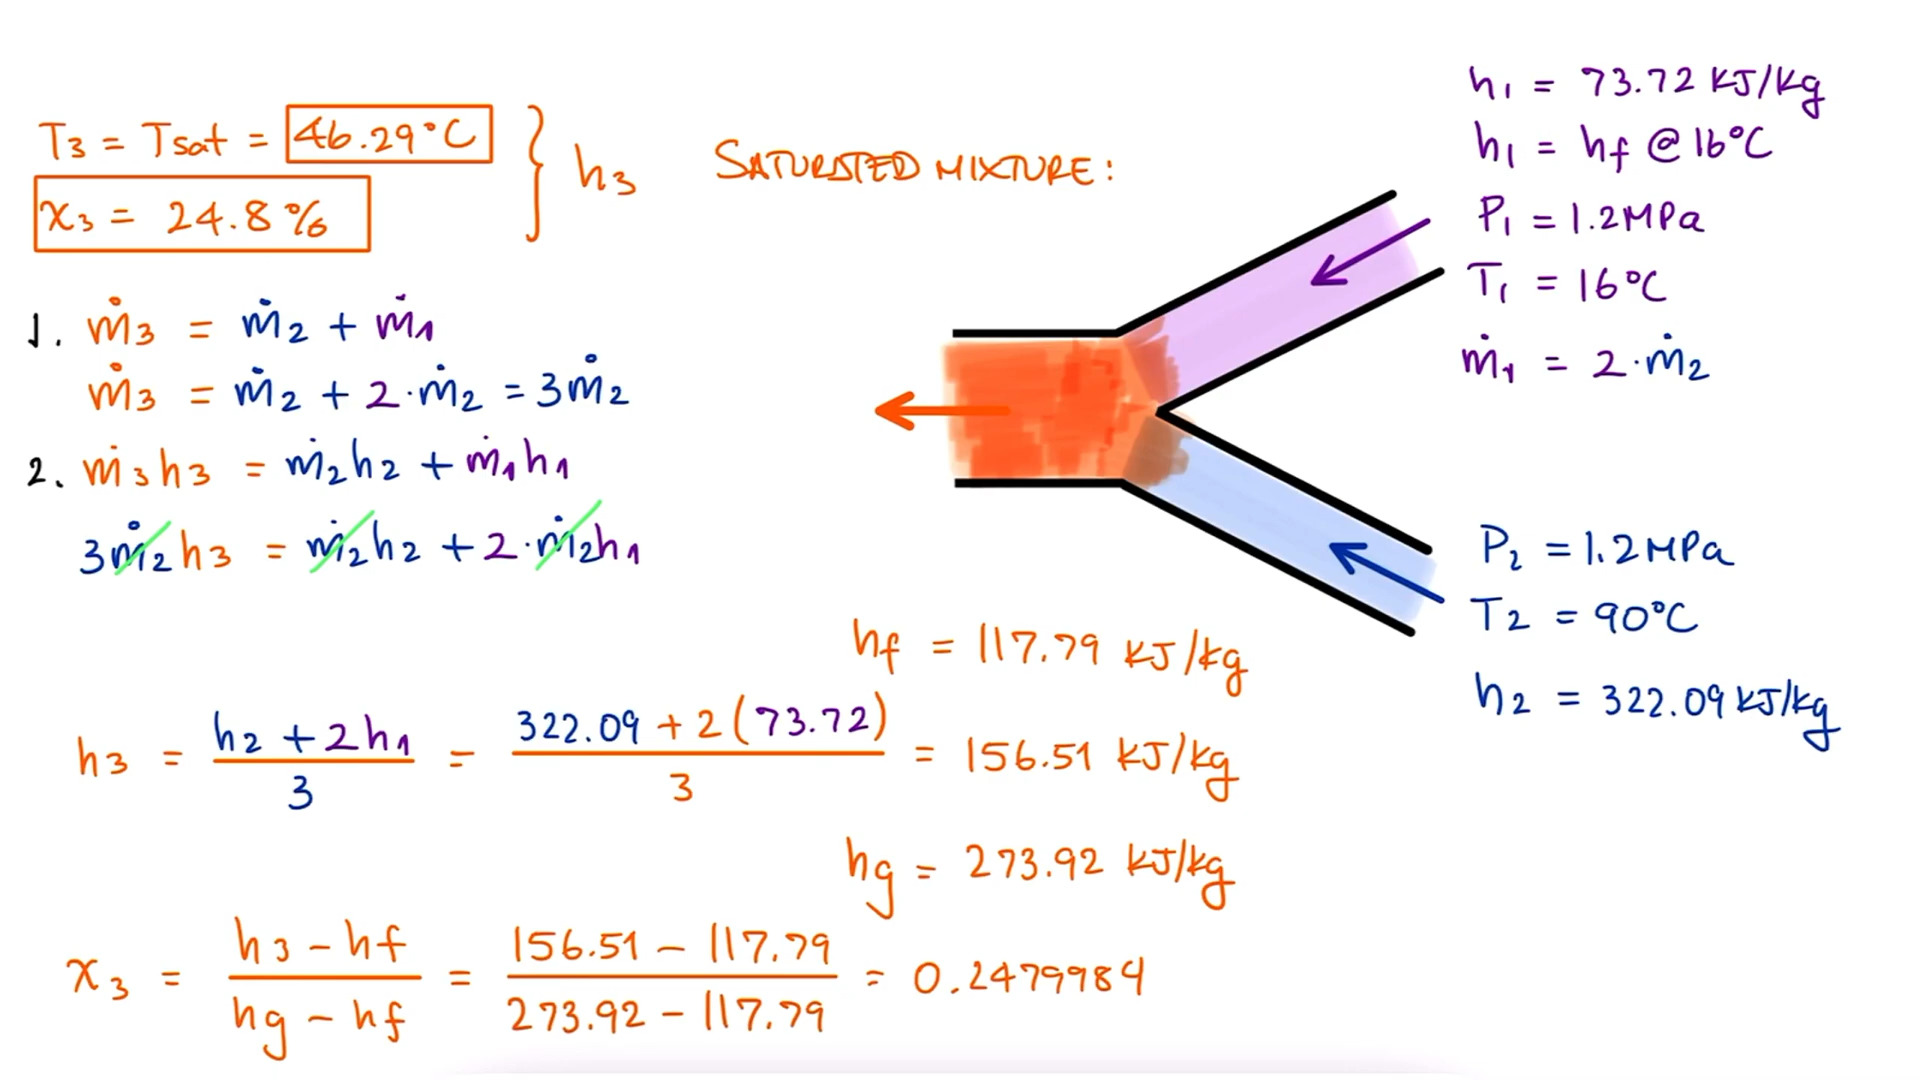 T₃ = Tsat = 46.29°C
x₃ = 24.8%
} h₃
SATURATED MIXTURE:
h₁ = 73.72 kJ/kg
h₁ = hf @ 16°C
P₁ = 1.2MPa
T₁ = 16°C
ṁ₁ = 2·ṁ₂
1. ṁ₃ = ṁ₂ + ṁ₁
ṁ₃ = ṁ₂ + 2·ṁ₂ = 3ṁ₂
2. ṁ₃h₃ = ṁ₂h₂ + ṁ₁h₁
3ṁ₂h₃ = ṁ₂h₂ + 2·ṁ₂h₁
P₂ = 1.2MPa
T₂ = 90°C
h₂ = 322.09 kJ/kg
hf = 117.79 kJ/kg
h₃ = (h₂ + 2h₁)/3 = (322.09 + 2(73.72))/3 = 156.51 kJ/kg
hg = 273.92 kJ/kg
x₃ = (h₃ − hf)/(hg − hf) = (156.51 − 117.79)/(273.92 − 117.79) = 0.2479984